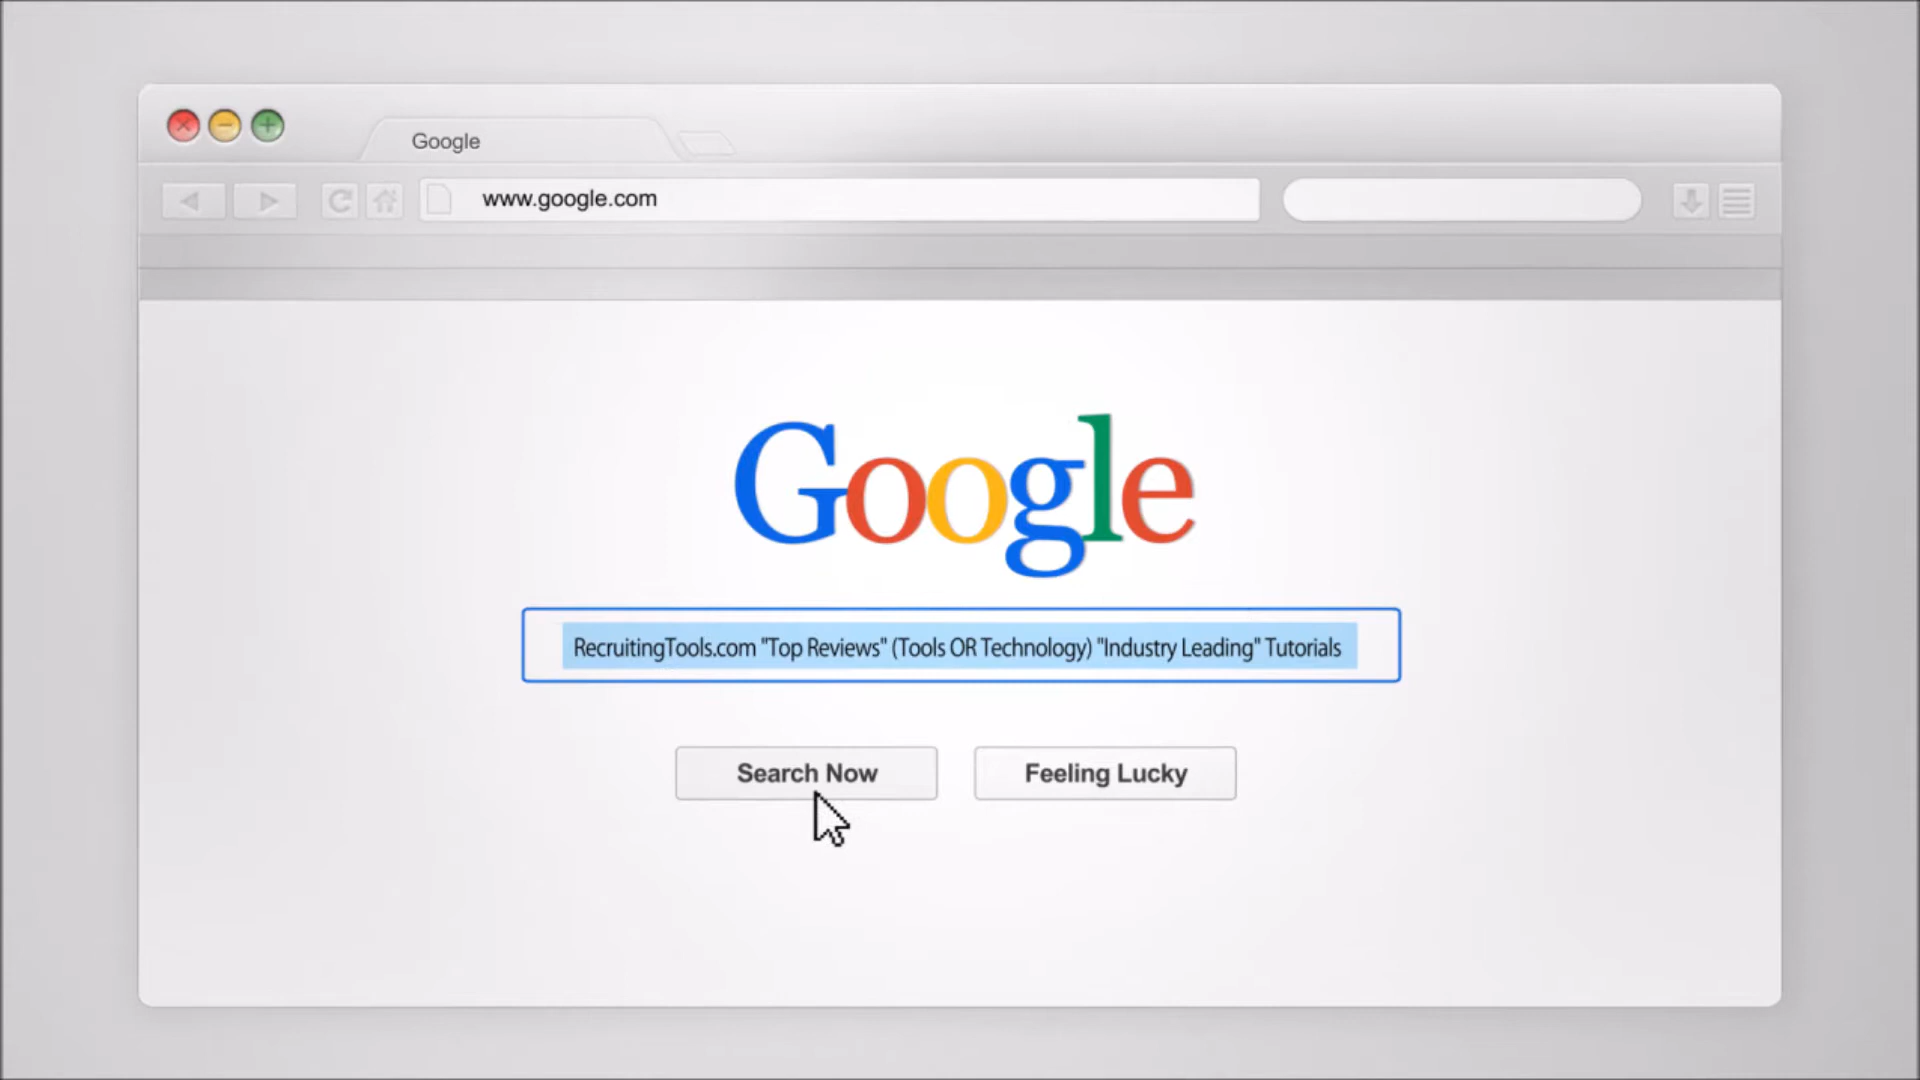 Google
www.google.com
Google
RecruitingTools.com "Top Reviews" (Tools OR Technology) "Industry Leading" Tutorials
Search Now
Feeling Lucky